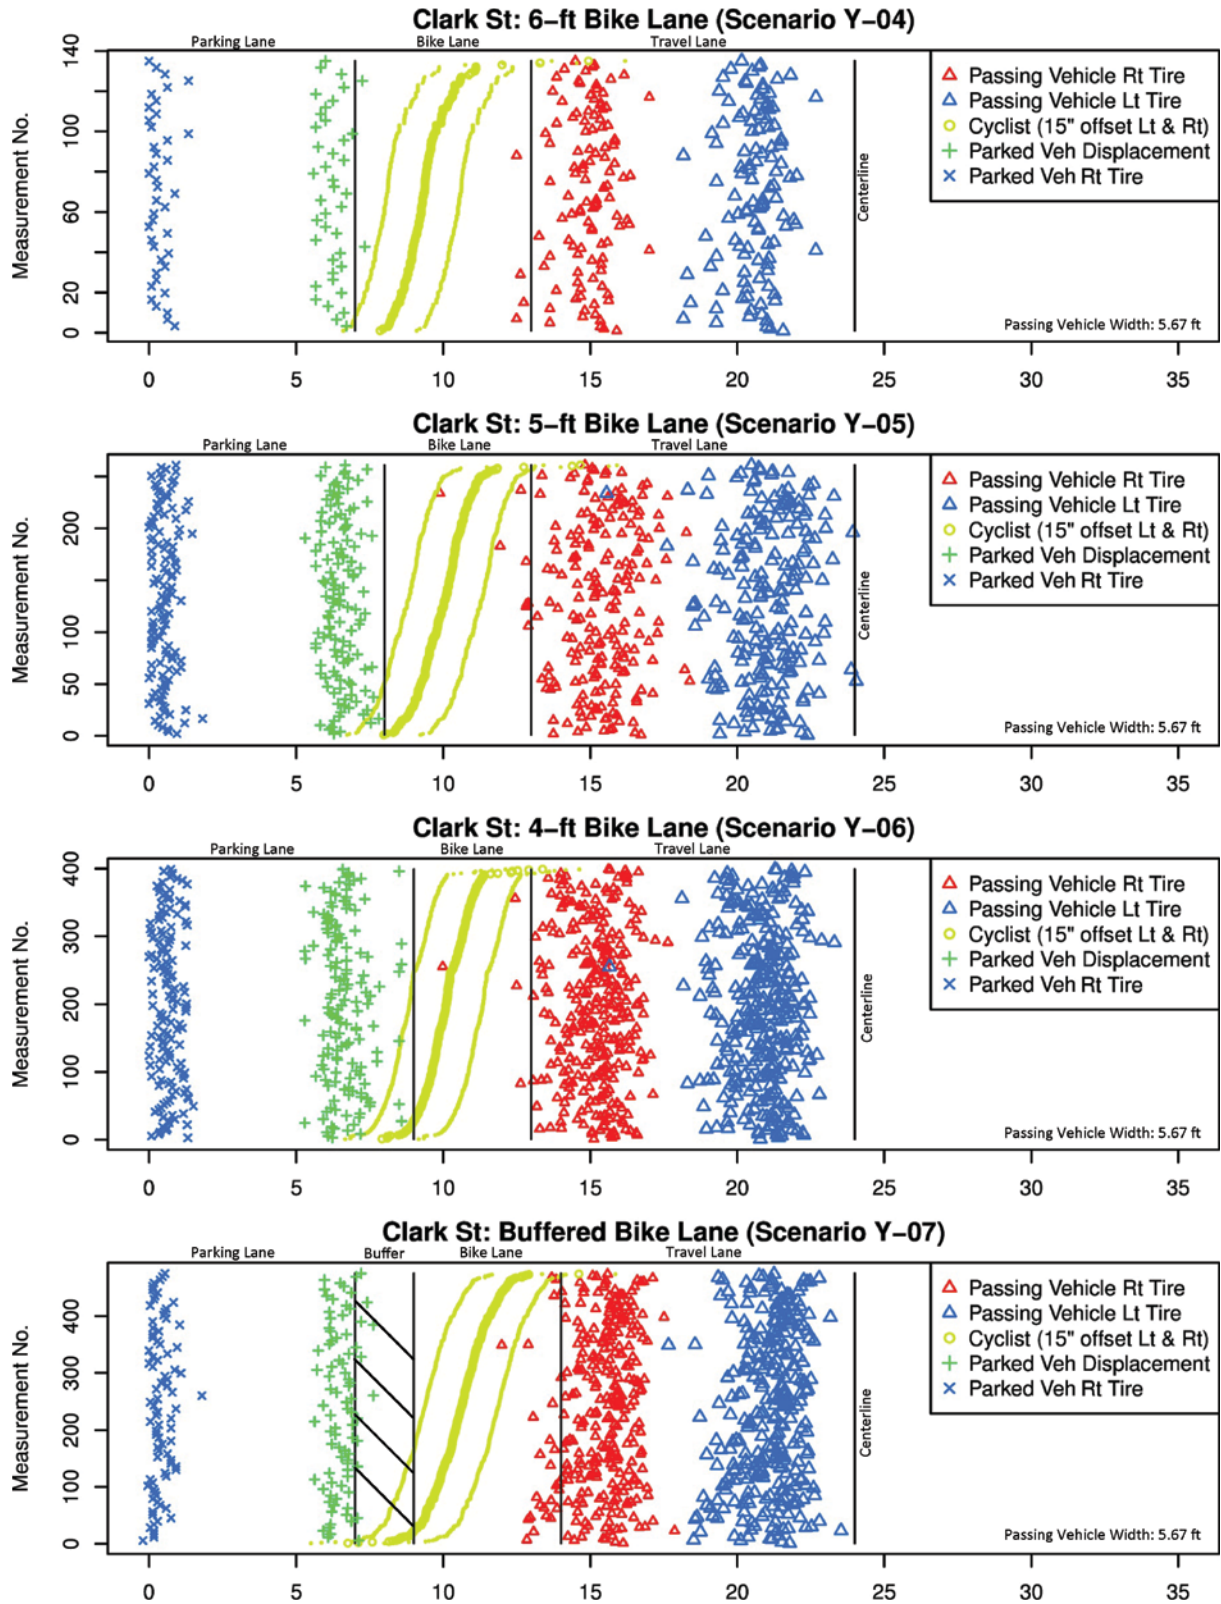 Clark St: 6−ft Bike Lane (Scenario Y−04)
Parking Lane Bike Lane Travel Lane
Measurement No.
140
100
60
20
0
Passing Vehicle Rt Tire
Passing Vehicle Lt Tire
Cyclist (15" offset Lt & Rt)
Parked Veh Displacement
Parked Veh Rt Tire
Centerline
Passing Vehicle Width: 5.67 ft
0 5 10 15 20 25 30 35
Clark St: 5−ft Bike Lane (Scenario Y−05)
Parking Lane Bike Lane Travel Lane
Measurement No.
200
100
50
0
Passing Vehicle Rt Tire
Passing Vehicle Lt Tire
Cyclist (15" offset Lt & Rt)
Parked Veh Displacement
Parked Veh Rt Tire
Centerline
Passing Vehicle Width: 5.67 ft
0 5 10 15 20 25 30 35
Clark St: 4−ft Bike Lane (Scenario Y−06)
Parking Lane Bike Lane Travel Lane
Measurement No.
400
300
200
100
0
Passing Vehicle Rt Tire
Passing Vehicle Lt Tire
Cyclist (15" offset Lt & Rt)
Parked Veh Displacement
Parked Veh Rt Tire
Centerline
Passing Vehicle Width: 5.67 ft
0 5 10 15 20 25 30 35
Clark St: Buffered Bike Lane (Scenario Y−07)
Parking Lane Buffer Bike Lane Travel Lane
Measurement No.
400
300
200
100
0
Passing Vehicle Rt Tire
Passing Vehicle Lt Tire
Cyclist (15" offset Lt & Rt)
Parked Veh Displacement
Parked Veh Rt Tire
Centerline
Passing Vehicle Width: 5.67 ft
0 5 10 15 20 25 30 35